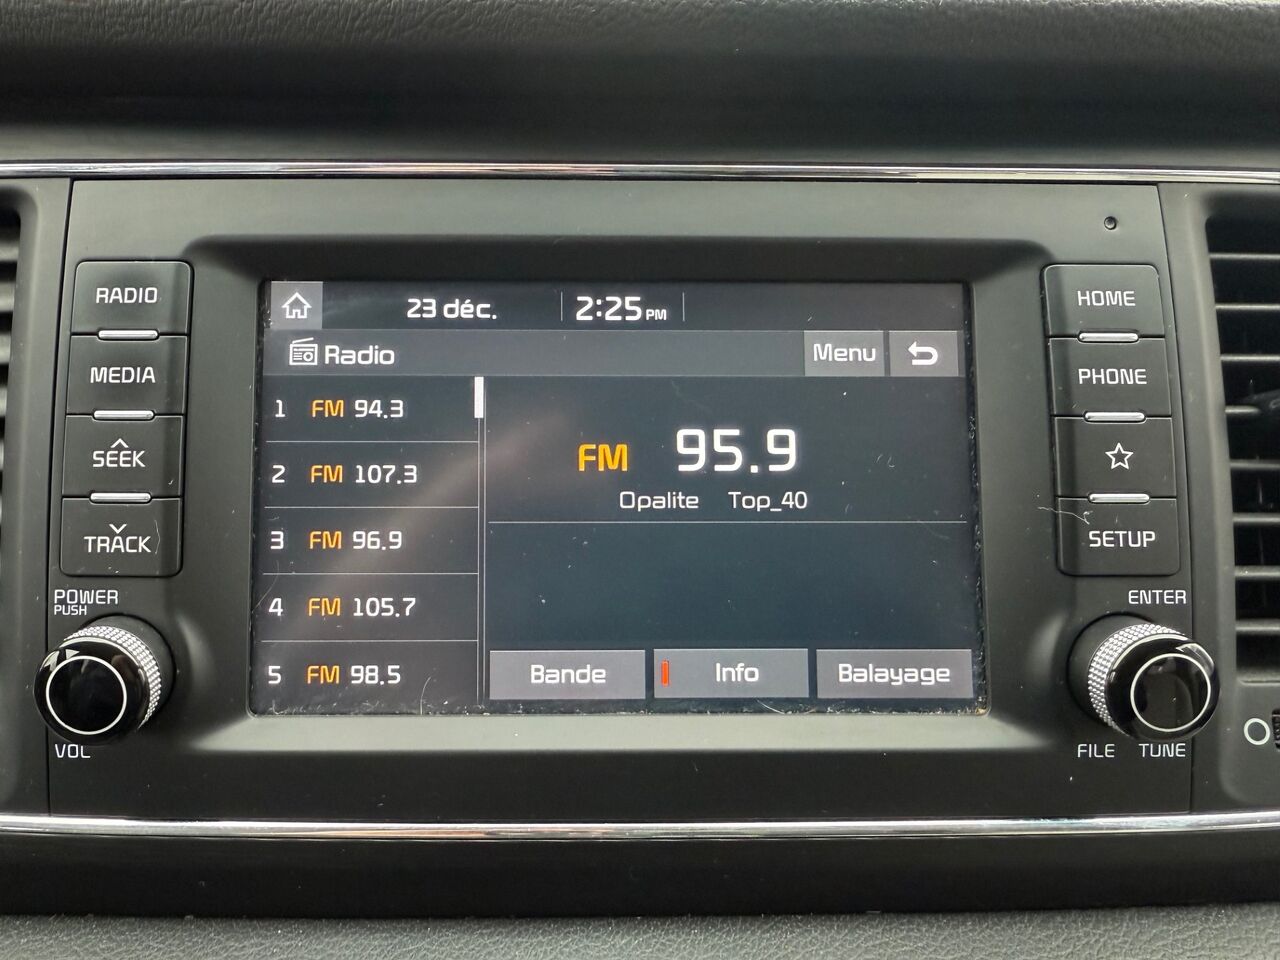 RADIO
MEDIA
SEEK
TRACK
POWER
PUSH
VOL
23 déc.
2:25 PM
Radio
Menu
1 FM 94.3
2 FM 107.3
3 FM 96.9
4 FM 105.7
5 FM 98.5
FM 95.9
Opalite Top_40
Bande
Info
Balayage
HOME
PHONE
SETUP
ENTER
FILE
TUNE